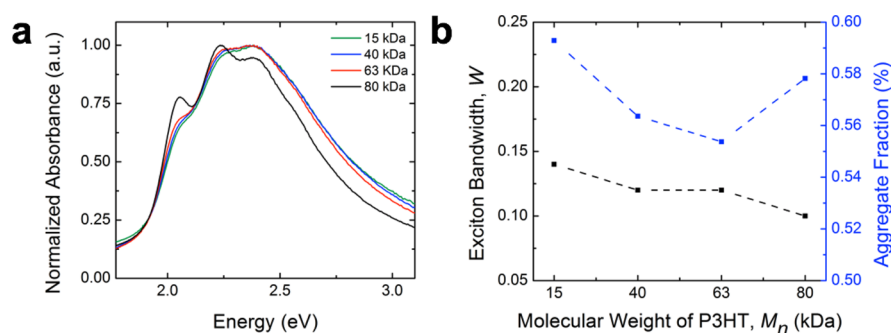 a
Normalized Absorbance (a.u.)
1.00
0.75
0.50
0.25
0.00
15 kDa
40 kDa
63 KDa
80 kDa
2.0 2.5 3.0
Energy (eV)
b
Exciton Bandwidth, W
0.25
0.20
0.15
0.10
0.05
0.60
0.58
0.56
0.54
0.52
0.50
Aggregate Fraction (%)
15 40 63 80
Molecular Weight of P3HT, Mn (kDa)